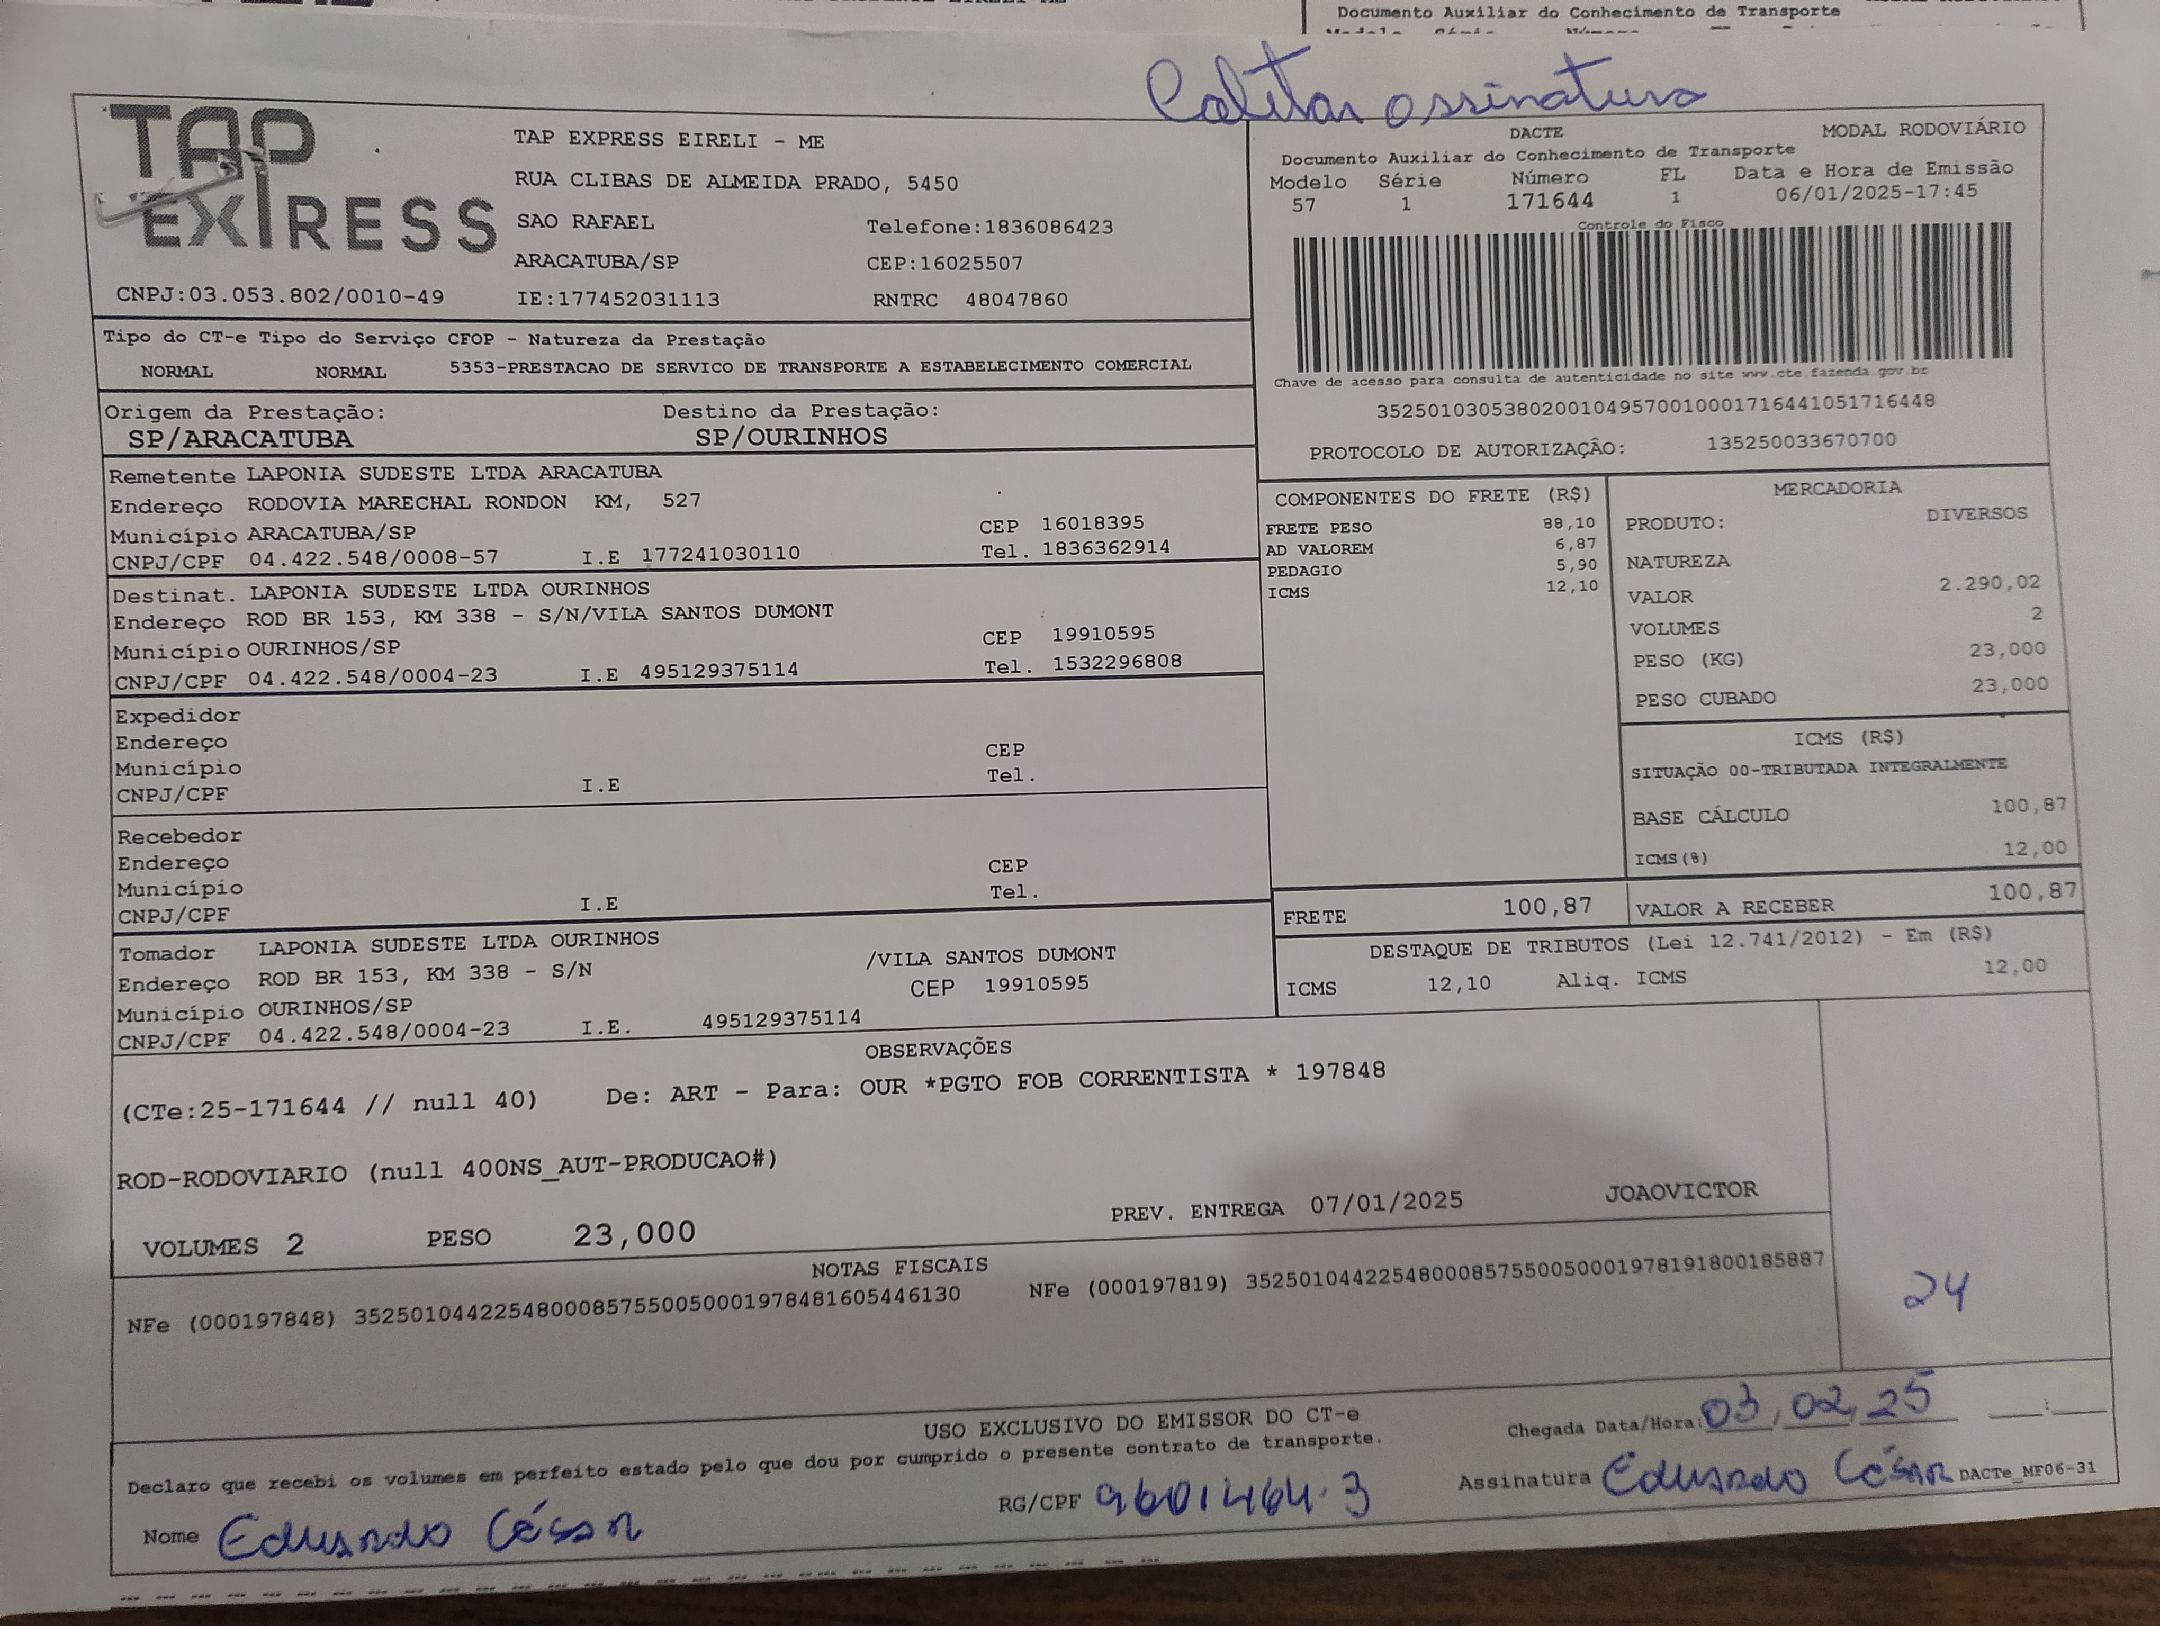 Documento Auxiliar do Conhecimento de Transporte
Coletar assinatura
TAP EXPRESS
TAP EXPRESS EIRELI - ME
RUA CLIBAS DE ALMEIDA PRADO, 5450
SAO RAFAEL Telefone:1836086423
ARACATUBA/SP CEP:16025507
CNPJ:03.053.802/0010-49 IE:177452031113 RNTRC 48047860
DACTE MODAL RODOVIÁRIO
Documento Auxiliar do Conhecimento de Transporte
Modelo Série Número FL Data e Hora de Emissão
57 1 171644 1 06/01/2025-17:45
Controle do Fisco
Chave de acesso para consulta de autenticidade no site www.cte.fazenda.gov.br
35250103053802001049570010001716441051716448
PROTOCOLO DE AUTORIZAÇÃO: 135250033670700
Tipo do CT-e Tipo do Serviço CFOP - Natureza da Prestação
NORMAL NORMAL 5353-PRESTACAO DE SERVICO DE TRANSPORTE A ESTABELECIMENTO COMERCIAL
Origem da Prestação: Destino da Prestação:
SP/ARACATUBA SP/OURINHOS
Remetente LAPONIA SUDESTE LTDA ARACATUBA
Endereço RODOVIA MARECHAL RONDON KM, 527
Município ARACATUBA/SP CEP 16018395
CNPJ/CPF 04.422.548/0008-57 I.E 177241030110 Tel. 1836362914
Destinat. LAPONIA SUDESTE LTDA OURINHOS
Endereço ROD BR 153, KM 338 - S/N/VILA SANTOS DUMONT
Município OURINHOS/SP CEP 19910595
CNPJ/CPF 04.422.548/0004-23 I.E 495129375114 Tel. 1532296808
Expedidor
Endereço
Município CEP
CNPJ/CPF I.E Tel.
Recebedor
Endereço
Município CEP
CNPJ/CPF I.E Tel.
Tomador LAPONIA SUDESTE LTDA OURINHOS
Endereço ROD BR 153, KM 338 - S/N /VILA SANTOS DUMONT
Município OURINHOS/SP CEP 19910595
CNPJ/CPF 04.422.548/0004-23 I.E. 495129375114
COMPONENTES DO FRETE (R$)
FRETE PESO 88,10
AD VALOREM 6,87
PEDAGIO 5,90
ICMS 12,10
MERCADORIA
PRODUTO: DIVERSOS
NATUREZA
VALOR 2.290,02
VOLUMES 2
PESO (KG) 23,000
PESO CUBADO 23,000
ICMS (R$)
SITUAÇÃO 00-TRIBUTADA INTEGRALMENTE
BASE CÁLCULO 100,87
ICMS(%) 12,00
FRETE 100,87 VALOR A RECEBER 100,87
DESTAQUE DE TRIBUTOS (Lei 12.741/2012) - Em (R$)
ICMS 12,10 Aliq. ICMS 12,00
OBSERVAÇÕES
(CTe:25-171644 // null 40) De: ART - Para: OUR *PGTO FOB CORRENTISTA * 197848
ROD-RODOVIARIO (null 400NS_AUT-PRODUCAO#)
VOLUMES 2 PESO 23,000 PREV. ENTREGA 07/01/2025 JOAOVICTOR
NOTAS FISCAIS
NFe (000197848) 35250104422548000857550050001978481605446130 NFe (000197819) 35250104422548000857550050001978191800185887
24
USO EXCLUSIVO DO EMISSOR DO CT-e
Chegada Data/Hora: 03/02/25 __:__
Declaro que recebi os volumes em perfeito estado pelo que dou por cumprido o presente contrato de transporte.
Nome Eduardo César RG/CPF 9601464-3 Assinatura Eduardo César DACTe_MF06-31